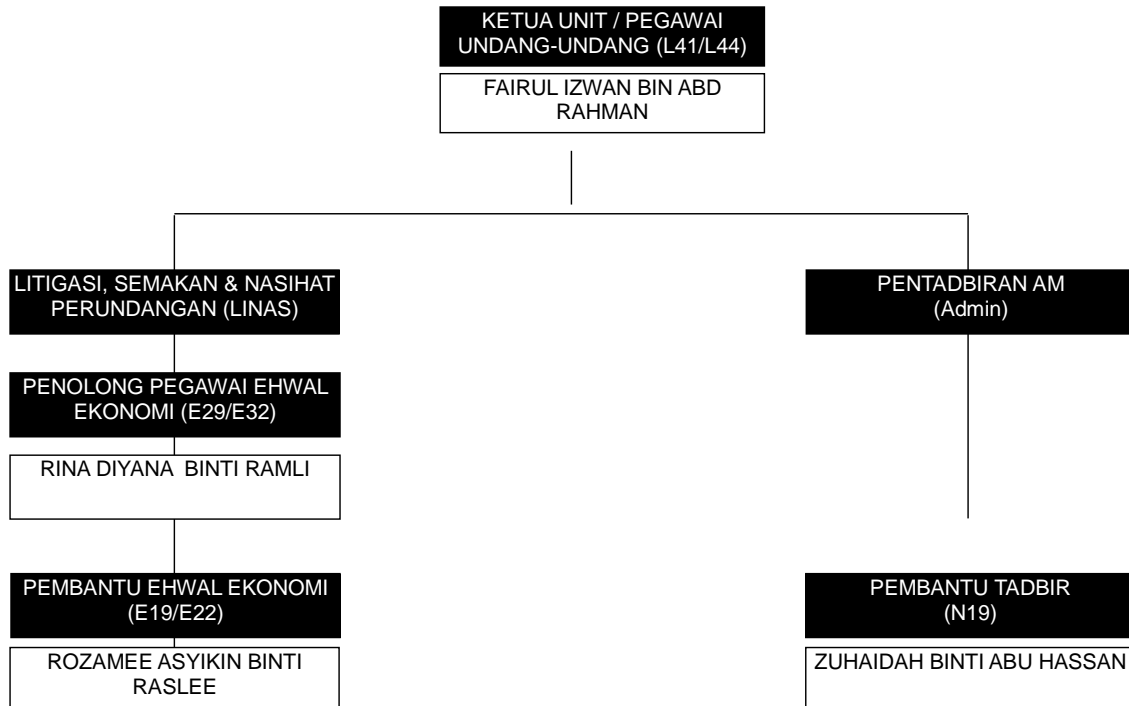 KETUA UNIT / PEGAWAI
UNDANG-UNDANG (L41/L44)
FAIRUL IZWAN BIN ABD
RAHMAN
LITIGASI, SEMAKAN & NASIHAT
PERUNDANGAN (LINAS)
PENTADBIRAN AM
(Admin)
PENOLONG PEGAWAI EHWAL
EKONOMI (E29/E32)
RINA DIYANA  BINTI RAMLI
PEMBANTU EHWAL EKONOMI
(E19/E22)
ROZAMEE ASYIKIN BINTI
RASLEE
PEMBANTU TADBIR
(N19)
ZUHAIDAH BINTI ABU HASSAN